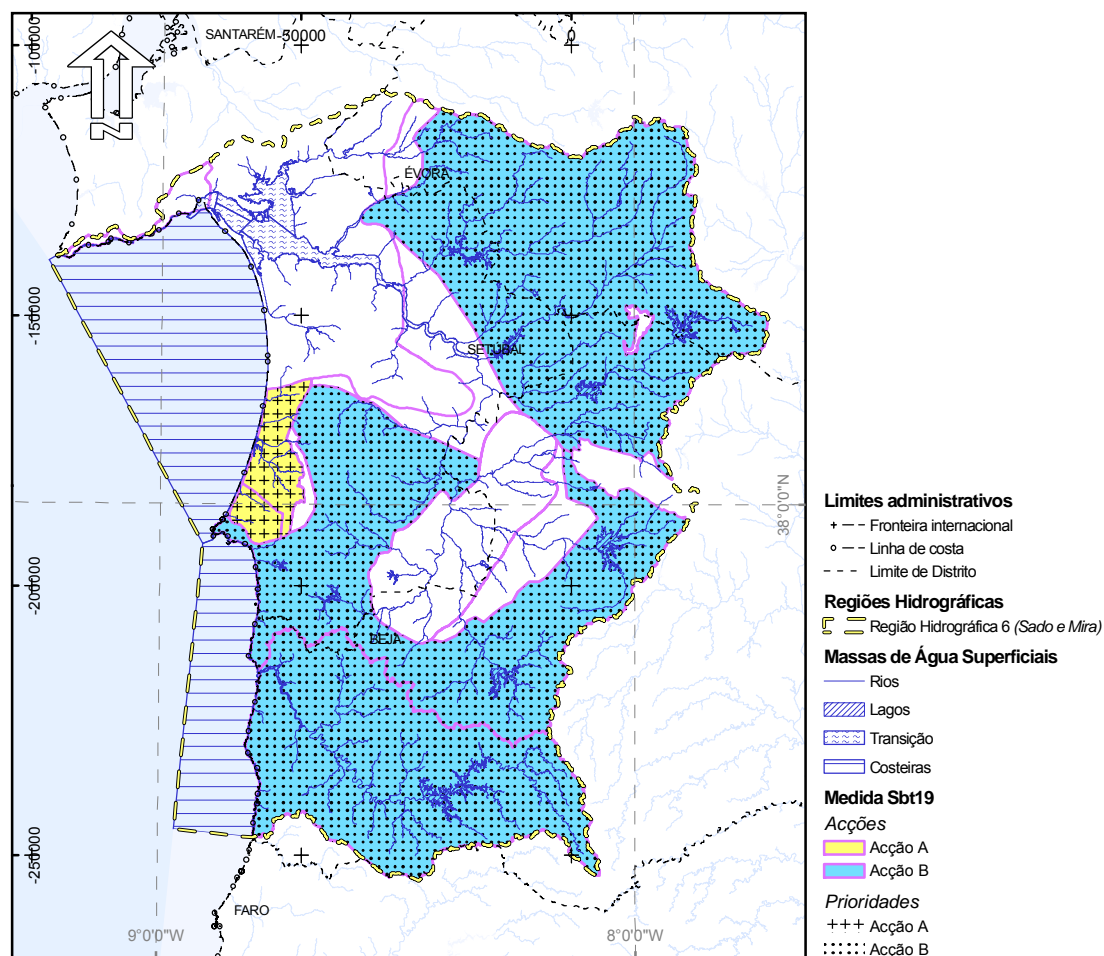 SANTARÉM
-50000
0
-100000
N
ÉVORA
-150000
SETÚBAL
38°0'0"N
-200000
BEJA
-250000
FARO
9°0'0"W
8°0'0"W
Limites administrativos
Fronteira internacional
Linha de costa
Limite de Distrito
Regiões Hidrográficas
Região Hidrográfica 6 (Sado e Mira)
Massas de Água Superficiais
Rios
Lagos
Transição
Costeiras
Medida Sbt19
Acções
Acção A
Acção B
Prioridades
Acção A
Acção B